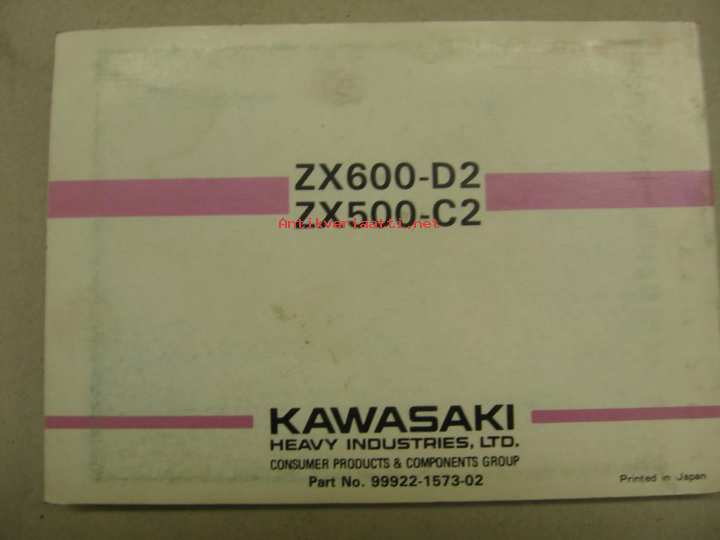 ZX600-D2
ZX500-C2
Antikvariaatti.net
KAWASAKI
HEAVY INDUSTRIES, LTD.
CONSUMER PRODUCTS & COMPONENTS GROUP
Part No. 99922-1573-02
Printed in Japan